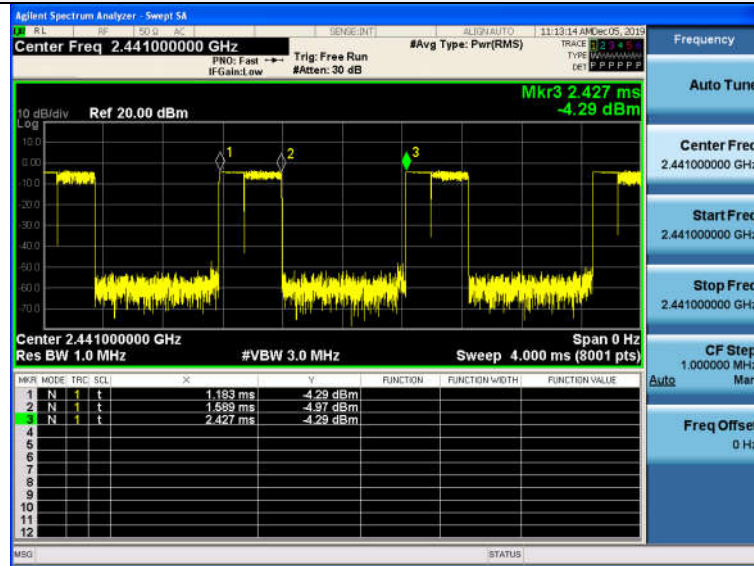 Agilent Spectrum Analyzer - Swept SA
RL RF 50 Ω AC SENSE:INT ALIGN AUTO 11:13:14 AM Dec 05, 2019
Center Freq 2.441000000 GHz
PNO: Fast
IFGain:Low
Trig: Free Run
#Atten: 30 dB
#Avg Type: Pwr(RMS)
TRACE 1 2 3 4 5 6
TYPE
DET P P P P P P
Mkr3 2.427 ms
-4.29 dBm
10 dB/div Ref 20.00 dBm
Log
10.0
0.00
-10.0
-20.0
-30.0
-40.0
-50.0
-60.0
-70.0
1
2
3
Center 2.441000000 GHz Span 0 Hz
Res BW 1.0 MHz #VBW 3.0 MHz Sweep 4.000 ms (8001 pts)
MKR MODE TRC SCL X Y FUNCTION FUNCTION WIDTH FUNCTION VALUE
1 N 1 t 1.183 ms -4.29 dBm
2 N 1 t 1.589 ms -4.97 dBm
3 N 1 t 2.427 ms -4.29 dBm
4
5
6
7
8
9
10
11
12
MSG STATUS
Frequency
Auto Tune
Center Freq
2.441000000 GHz
Start Freq
2.441000000 GHz
Stop Freq
2.441000000 GHz
CF Step
1.000000 MHz
Auto Man
Freq Offset
0 Hz